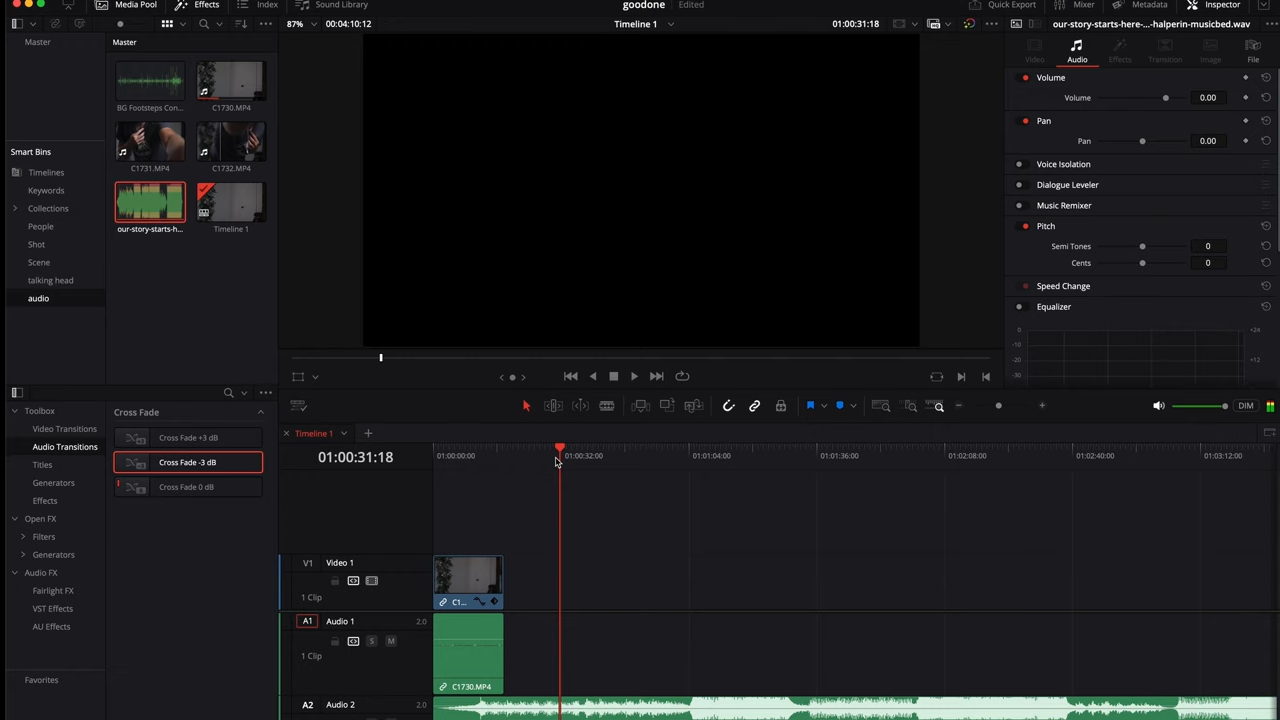 Media Pool
Effects
Index
Sound Library
goodone
Edited
Quick Export
Mixer
Metadata
Inspector
87%
00:04:10:12
Timeline 1
01:00:31:18
our-story-starts-here-...-halperin-musicbed.wav
Master
Master
Smart Bins
Timelines
Keywords
Collections
People
Shot
Scene
talking head
audio
BG Footsteps Con...
C1730.MP4
C1731.MP4
C1732.MP4
our-story-starts-h...
Timeline 1
Video
Audio
Effects
Transition
Image
File
Volume
Volume 0.00
Pan
Pan 0.00
Voice Isolation
Dialogue Leveler
Music Remixer
Pitch
Semi Tones 0
Cents 0
Speed Change
Equalizer
0
-10
-20
-30
+24
+12
Toolbox
Video Transitions
Audio Transitions
Titles
Generators
Effects
Open FX
Filters
Generators
Audio FX
Fairlight FX
VST Effects
AU Effects
Favorites
Cross Fade
Cross Fade +3 dB
Cross Fade -3 dB
Cross Fade 0 dB
DIM
Timeline 1
01:00:31:18
01:00:00:00
01:00:32:00
01:01:04:00
01:01:36:00
01:02:08:00
01:02:40:00
01:03:12:00
V1 Video 1
1 Clip
C1...
A1 Audio 1 2.0
S M
1 Clip
C1730.MP4
A2 Audio 2 2.0